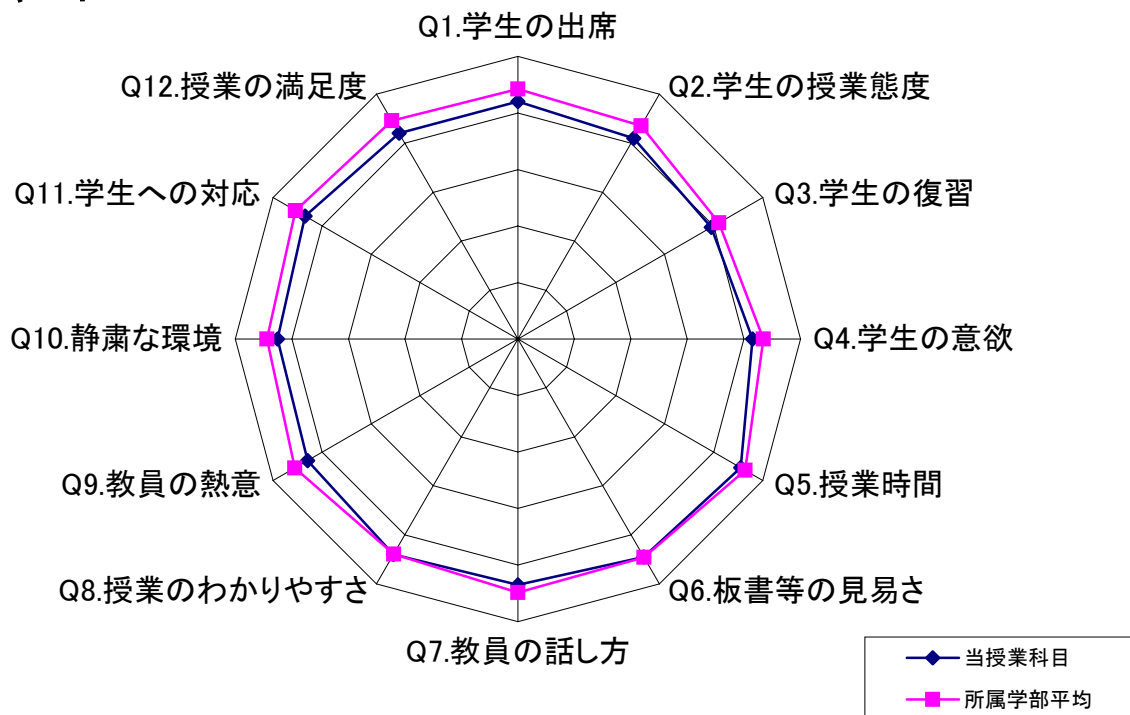 Q1.学生の出席
Q2.学生の授業態度
Q3.学生の復習
Q4.学生の意欲
Q5.授業時間
Q6.板書等の見易さ
Q7.教員の話し方
Q8.授業のわかりやすさ
Q9.教員の熱意
Q10.静粛な環境
Q11.学生への対応
Q12.授業の満足度
当授業科目
所属学部平均